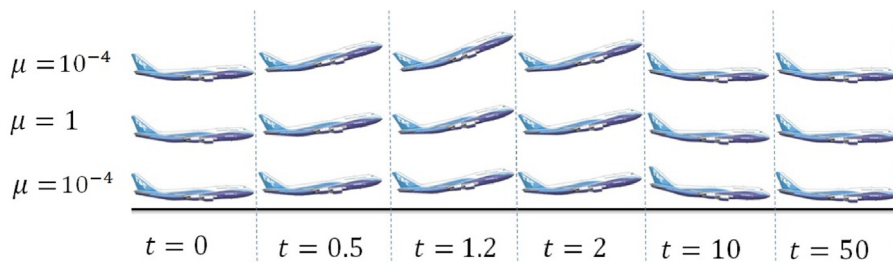 μ = 10⁻⁴
μ = 1
μ = 10⁻⁴
t = 0 t = 0.5 t = 1.2 t = 2 t = 10 t = 50